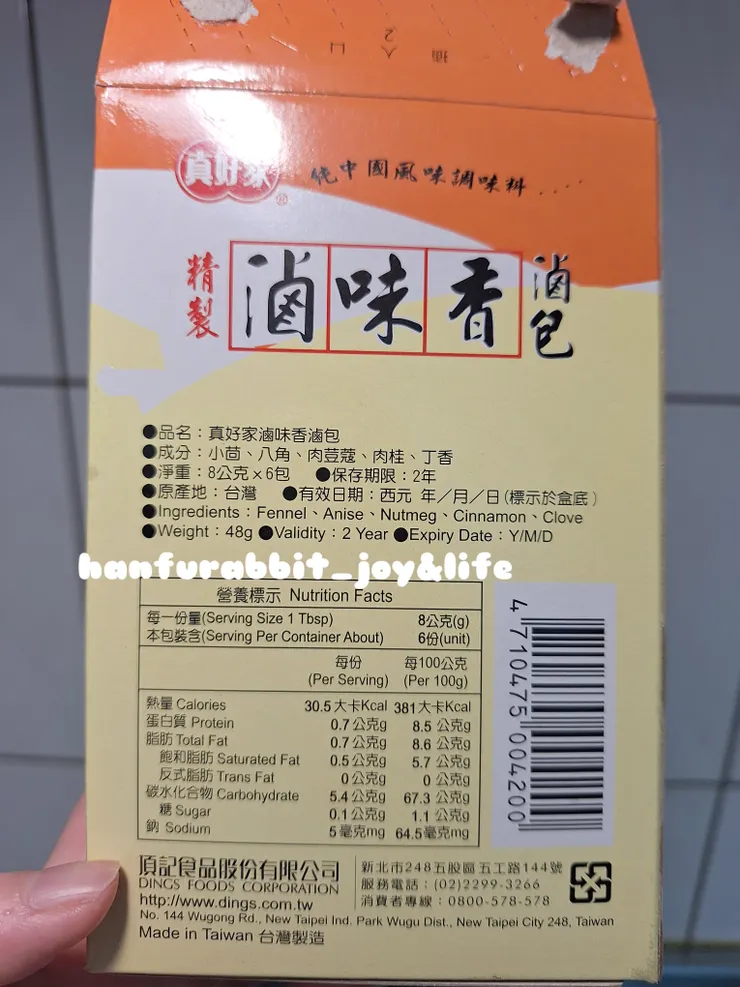 插入口
2
真好家®
純中國風味調味料.....
精製
滷味香
滷包
●品名：真好家滷味香滷包
●成分：小茴、八角、肉荳蔻、肉桂、丁香
●淨重：8公克×6包 ●保存期限：2年
●原產地：台灣 ●有效日期：西元 年／月／日(標示於盒底)
●Ingredients：Fennel、Anise、Nutmeg、Cinnamon、Clove
●Weight：48g ●Validity：2 Year ●Expiry Date：Y/M/D
hanfurabbit_joy&life
營養標示 Nutrition Facts
每一份量(Serving Size 1 Tbsp) 8公克(g)
本包裝含(Serving Per Container About) 6份(unit)
每份 每100公克
(Per Serving) (Per 100g)
熱量 Calories 30.5大卡Kcal 381大卡Kcal
蛋白質 Protein 0.7公克g 8.5公克g
脂肪 Total Fat 0.7公克g 8.6公克g
飽和脂肪 Saturated Fat 0.5公克g 5.7公克g
反式脂肪 Trans Fat 0公克g 0公克g
碳水化合物 Carbohydrate 5.4公克g 67.3公克g
糖 Sugar 0.1公克g 1.1公克g
鈉 Sodium 5毫克mg 64.5毫克mg
4 710475 004200
頂記食品股份有限公司
DINGS FOODS CORPORATION
http://www.dings.com.tw
新北市248五股區五工路144號
服務電話：(02)2299-3266
消費者專線：0800-578-578
No. 144 Wugong Rd., New Taipei Ind. Park Wugu Dist., New Taipei City 248, Taiwan
Made in Taiwan 台灣製造